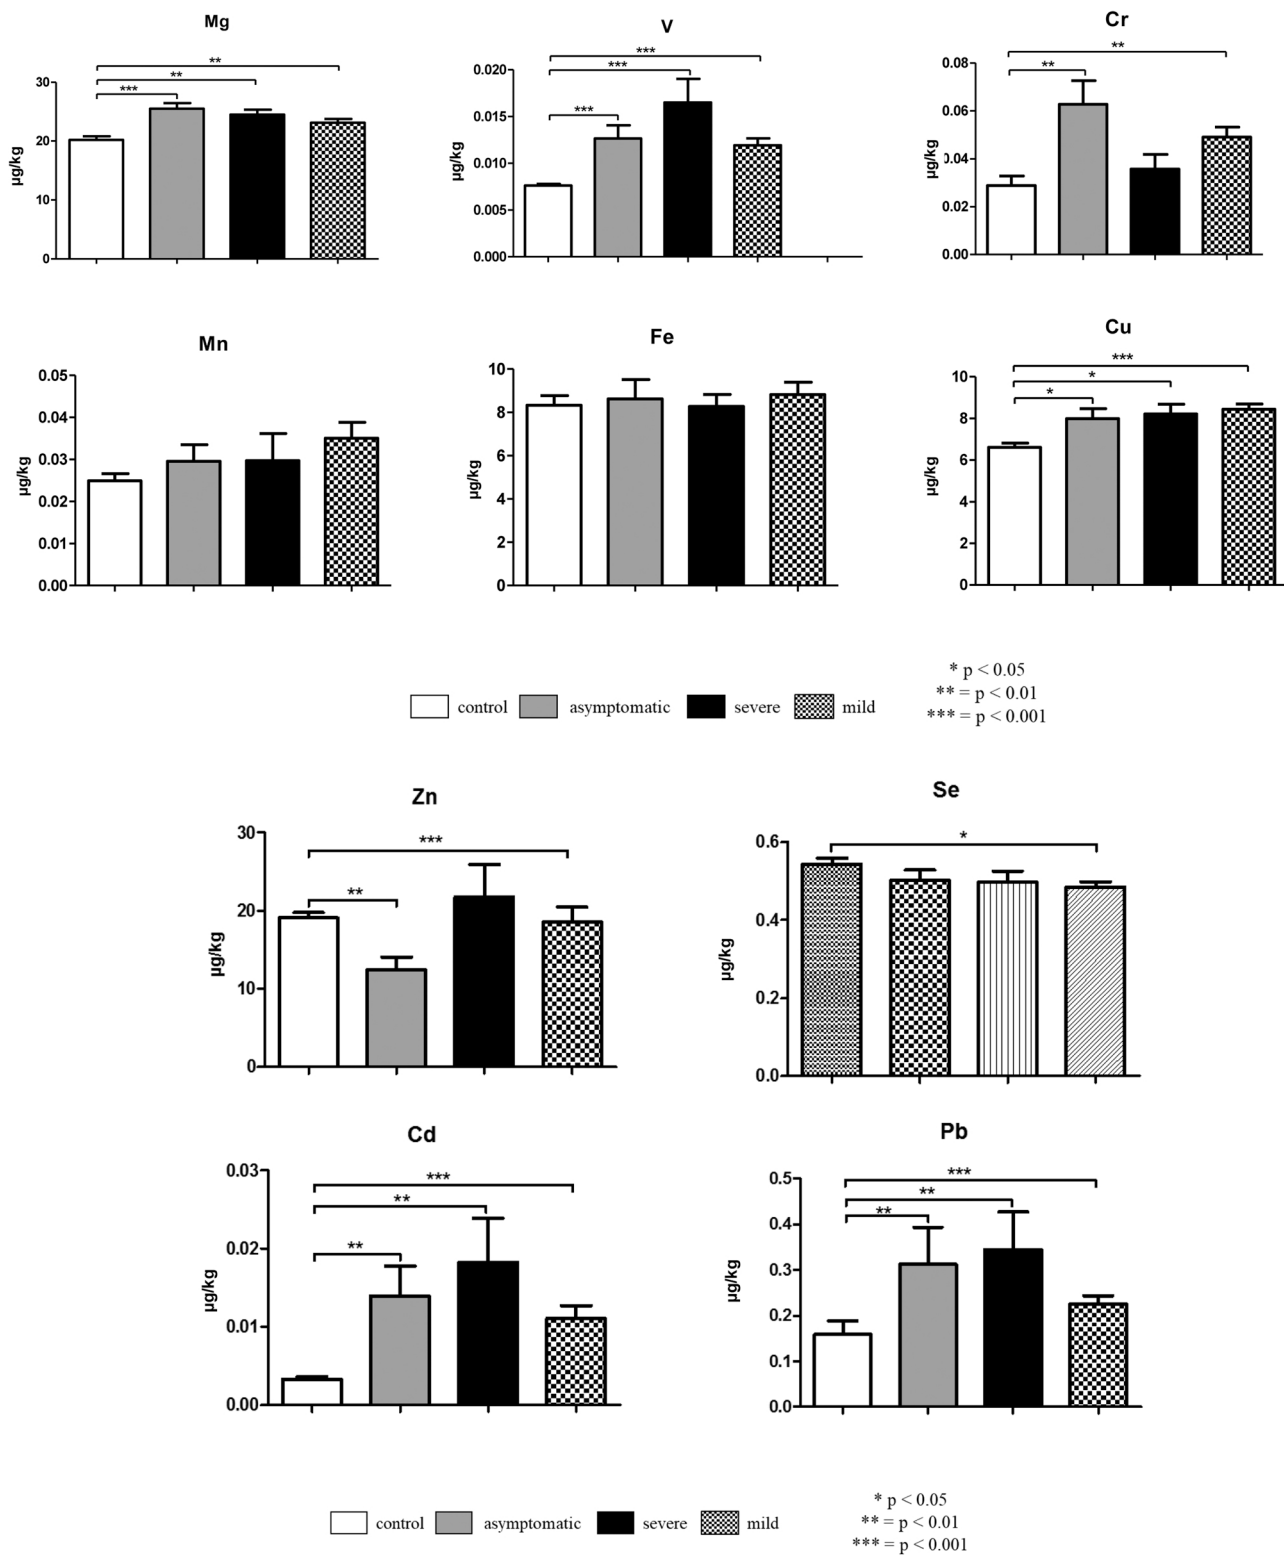 Mg
***
**
**
30
20
10
0
µg/kg
V
***
***
***
0.020
0.015
0.010
0.005
0.000
µg/kg
Cr
**
**
0.08
0.06
0.04
0.02
0.00
µg/kg
Mn
0.05
0.04
0.03
0.02
0.01
0.00
µg/kg
Fe
10
8
6
4
2
0
µg/kg
Cu
***
*
*
10
8
6
4
2
0
µg/kg
control
asymptomatic
severe
mild
* p < 0.05
** = p < 0.01
*** = p < 0.001
Zn
***
**
30
20
10
0
µg/kg
Se
*
0.6
0.4
0.2
0.0
µg/kg
Cd
***
**
**
0.03
0.02
0.01
0.00
µg/kg
Pb
***
**
**
0.5
0.4
0.3
0.2
0.1
0.0
µg/kg
control
asymptomatic
severe
mild
* p < 0.05
** = p < 0.01
*** = p < 0.001